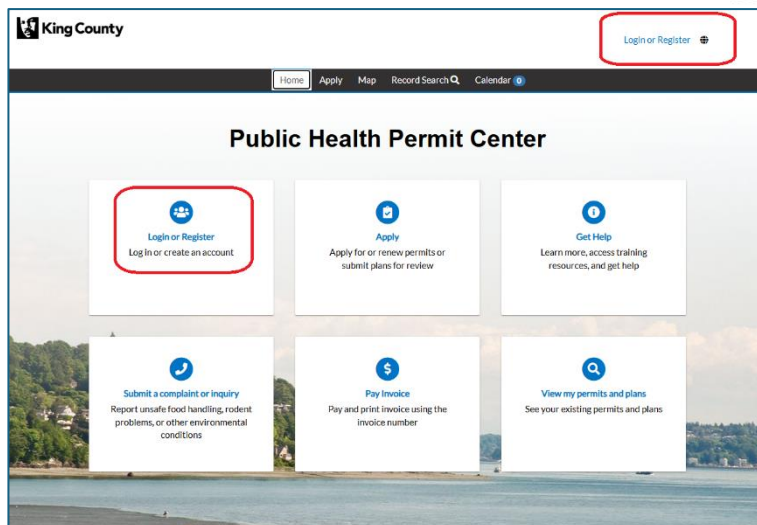 King County
Login or Register
Home Apply Map Record Search Calendar 0
Public Health Permit Center
Login or Register
Log in or create an account
Apply
Apply for or renew permits or
submit plans for review
Get Help
Learn more, access training
resources, and get help
Submit a complaint or inquiry
Report unsafe food handling, rodent
problems, or other environmental
conditions
Pay Invoice
Pay and print invoice using the
invoice number
View my permits and plans
See your existing permits and plans